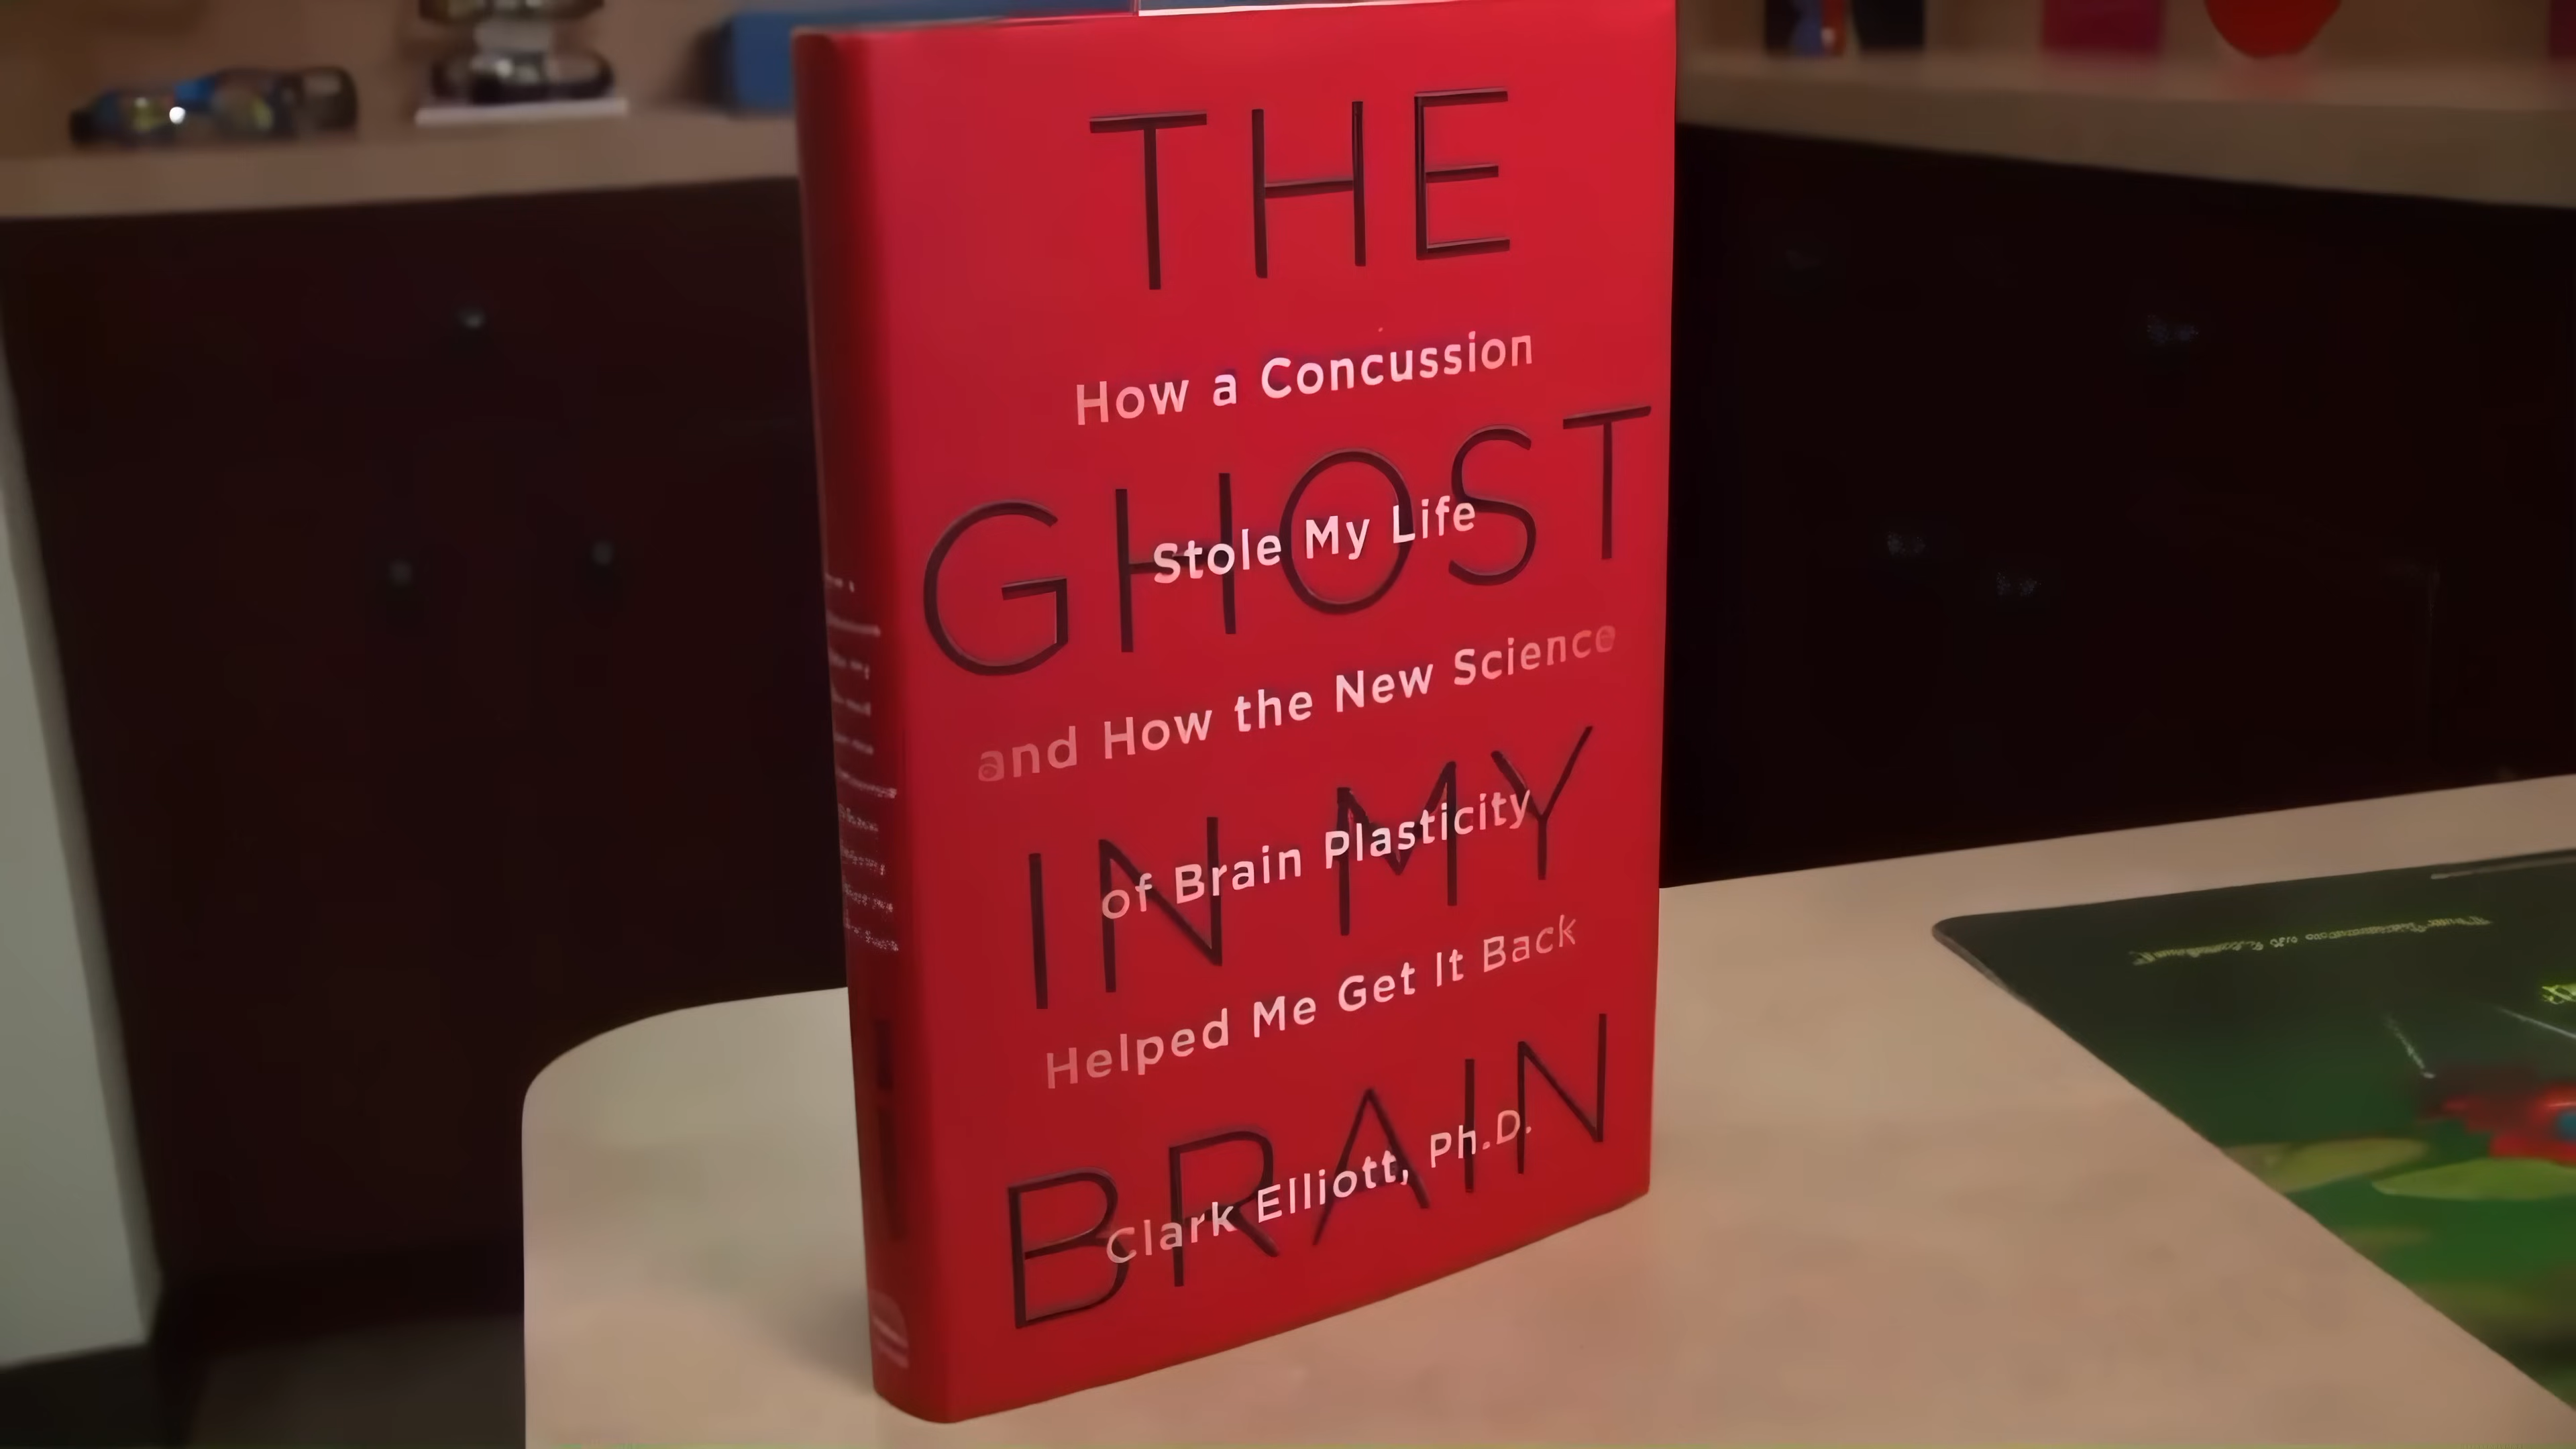 THE
How a Concussion
GHOST
Stole My Life
and How the New Science
IN MY
of Brain Plasticity
Helped Me Get It Back
BRAIN
Clark Elliott, Ph.D.